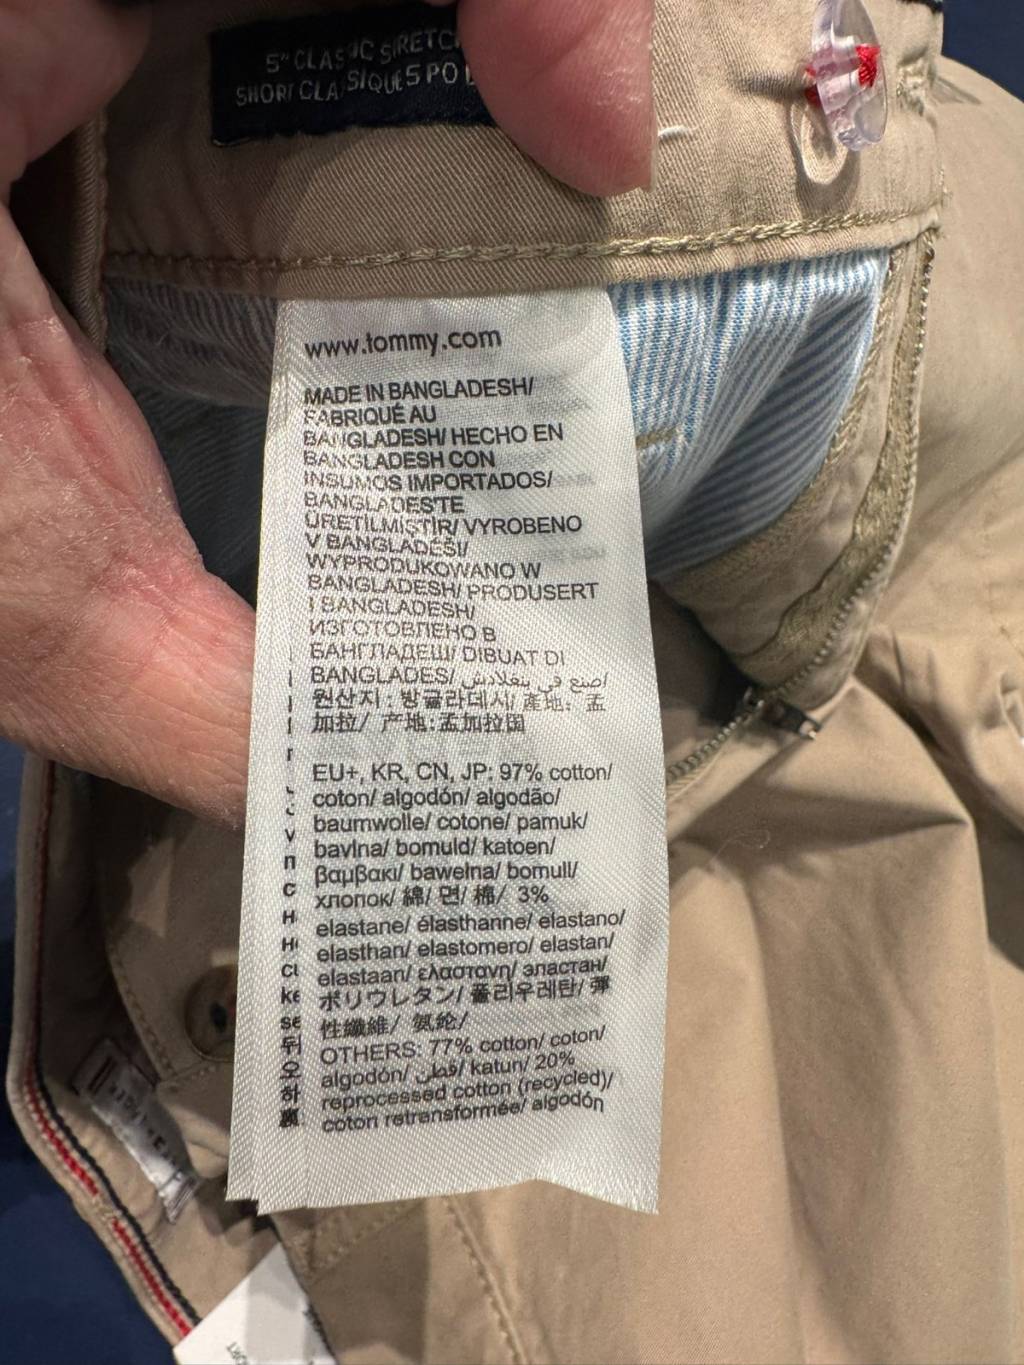 5" CLASSIC STRETCH
SHORT CLASSIQUE 5 PO
www.tommy.com
MADE IN BANGLADESH/
FABRIQUÉ AU
BANGLADESH/ HECHO EN
BANGLADESH CON
INSUMOS IMPORTADOS/
BANGLADEŞ'TE
ÜRETİLMİŞTİR/ VYROBENO
V BANGLADÉŠI/
WYPRODUKOWANO W
BANGLADESH/ PRODUSERT
I BANGLADESH/
ИЗГОТОВЛЕНО В
БАНГЛАДЕШ/ DIBUAT DI
BANGLADES/ اصنع في بنغلاديش
원산지 : 방글라데시/ 產地: 孟
加拉/ 产地:孟加拉国
EU+, KR, CN, JP: 97% cotton/
coton/ algodón/ algodão/
baumwolle/ cotone/ pamuk/
bavlna/ bomuld/ katoen/
βαμβακι/ bawełna/ bomull/
хлопок/ 綿/ 면/ 棉/ 3%
elastane/ élasthanne/ elastano/
elasthan/ elastomero/ elastan/
elastaan/ ελαστανη/ эластан/
ポリウレタン/ 폴리우레탄/ 彈
性纖維/ 氨纶/
OTHERS: 77% cotton/ coton/
algodón/ قطن/ katun/ 20%
reprocessed cotton (recycled)/
coton retransformée/ algodón